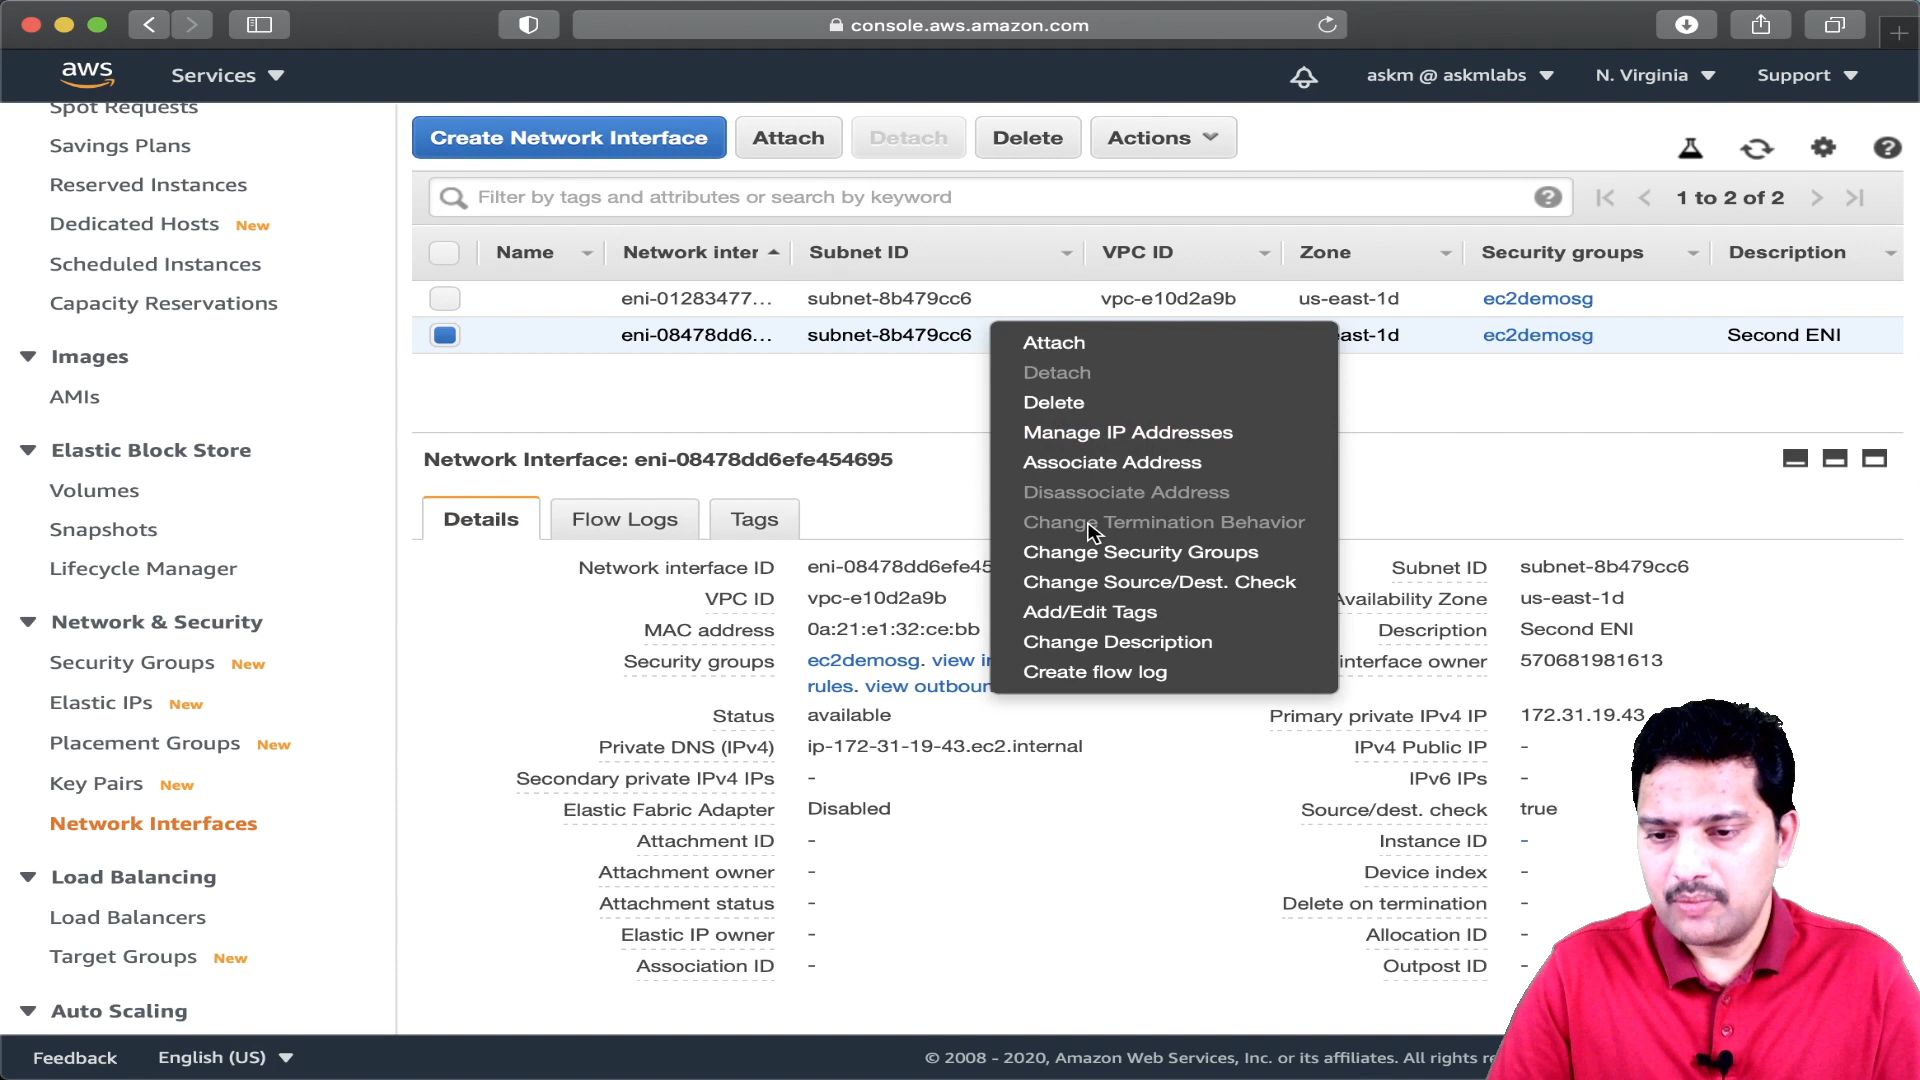 console.aws.amazon.com
aws Services askm @ askmlabs N. Virginia Support
Spot Requests
Savings Plans
Reserved Instances
Dedicated Hosts New
Scheduled Instances
Capacity Reservations
Images
AMIs
Elastic Block Store
Volumes
Snapshots
Lifecycle Manager
Network & Security
Security Groups New
Elastic IPs New
Placement Groups New
Key Pairs New
Network Interfaces
Load Balancing
Load Balancers
Target Groups New
Auto Scaling
Create Network Interface Attach Detach Delete Actions
Filter by tags and attributes or search by keyword 1 to 2 of 2
Name Network inter Subnet ID VPC ID Zone Security groups Description
eni-01283477... subnet-8b479cc6 vpc-e10d2a9b us-east-1d ec2demosg
eni-08478dd6... subnet-8b479cc6 east-1d ec2demosg Second ENI
Attach
Detach
Delete
Manage IP Addresses
Associate Address
Disassociate Address
Change Termination Behavior
Change Security Groups
Change Source/Dest. Check
Add/Edit Tags
Change Description
Create flow log
Network Interface: eni-08478dd6efe454695
Details Flow Logs Tags
Network interface ID eni-08478dd6efe45 Subnet ID subnet-8b479cc6
VPC ID vpc-e10d2a9b Availability Zone us-east-1d
MAC address 0a:21:e1:32:ce:bb Description Second ENI
Security groups ec2demosg. view in interface owner 570681981613
rules. view outboun
Status available Primary private IPv4 IP 172.31.19.43
Private DNS (IPv4) ip-172-31-19-43.ec2.internal IPv4 Public IP -
Secondary private IPv4 IPs - IPv6 IPs -
Elastic Fabric Adapter Disabled Source/dest. check true
Attachment ID - Instance ID -
Attachment owner - Device index -
Attachment status - Delete on termination -
Elastic IP owner - Allocation ID -
Association ID - Outpost ID -
Feedback English (US) © 2008 - 2020, Amazon Web Services, Inc. or its affiliates. All rights re